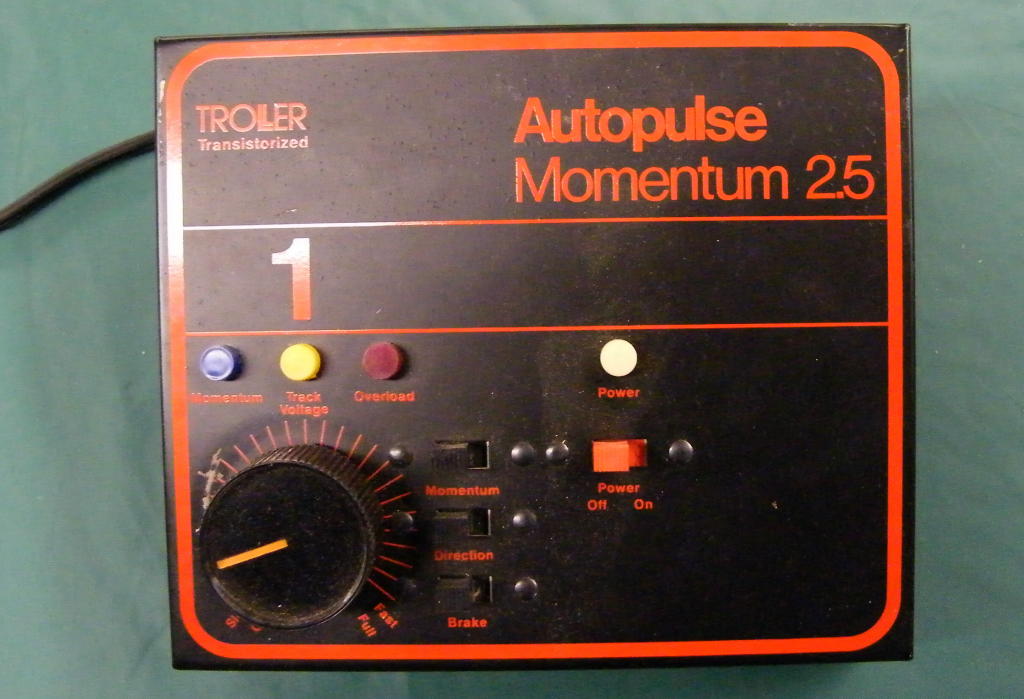 TROLLER
Transistorized
Autopulse
Momentum 2.5
1
Momentum
Track
Voltage
Overload
Power
Momentum
Power
Off On
Direction
Brake
Fast
Full